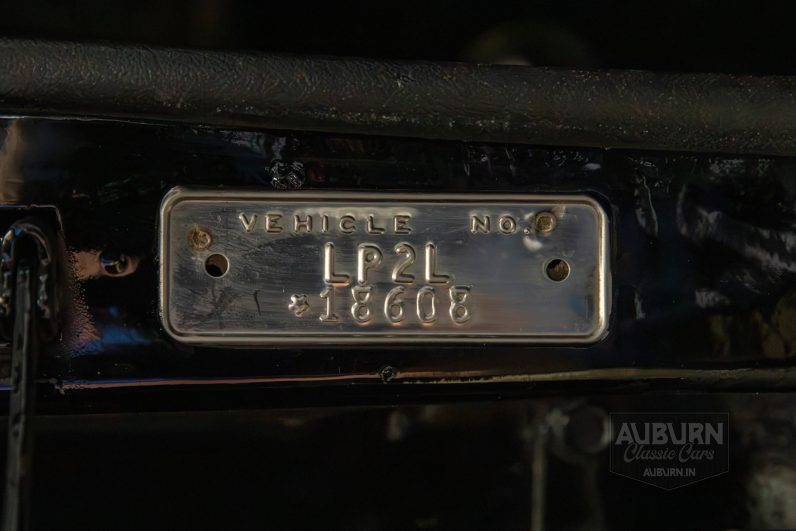 VEHICLE NO.
LP2L
☆18608
AUBURN
Classic Cars
AUBURN.IN